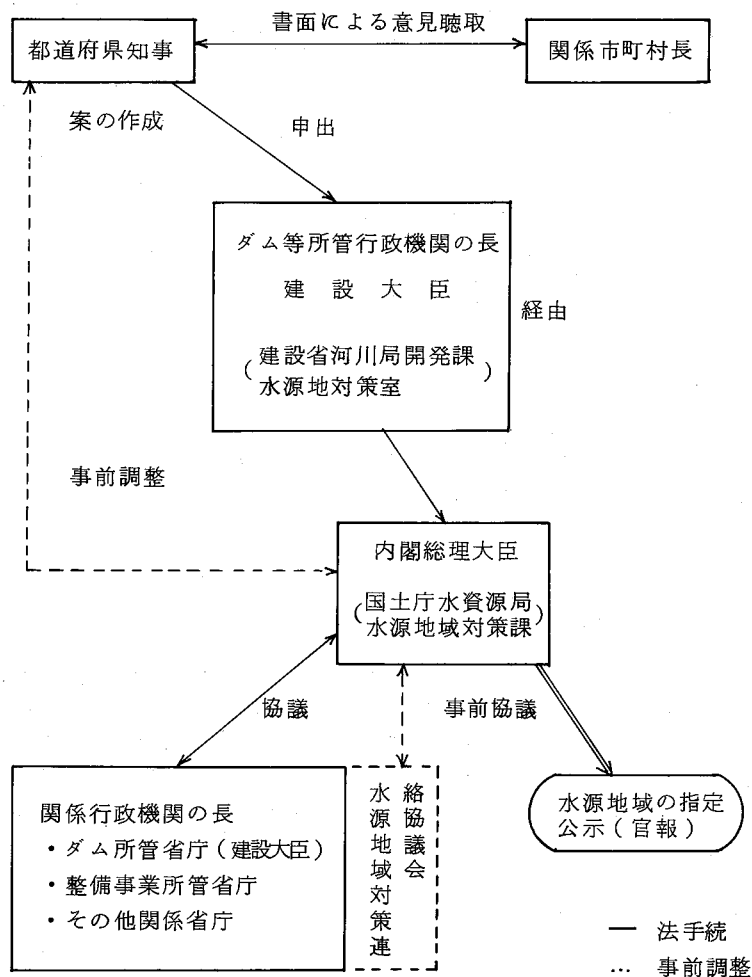 書面による意見聴取
都道府県知事
関係市町村長
案の作成
申出
ダム等所管行政機関の長
建設大臣
(建設省河川局開発課
水源地対策室)
経由
事前調整
内閣総理大臣
(国土庁水資源局
水源地域対策課)
協議
事前協議
関係行政機関の長
・ダム所管省庁(建設大臣)
・整備事業所管省庁
・その他関係省庁
水源地域対策連
絡協議会
水源地域の指定
公示(官報)
― 法手続
… 事前調整